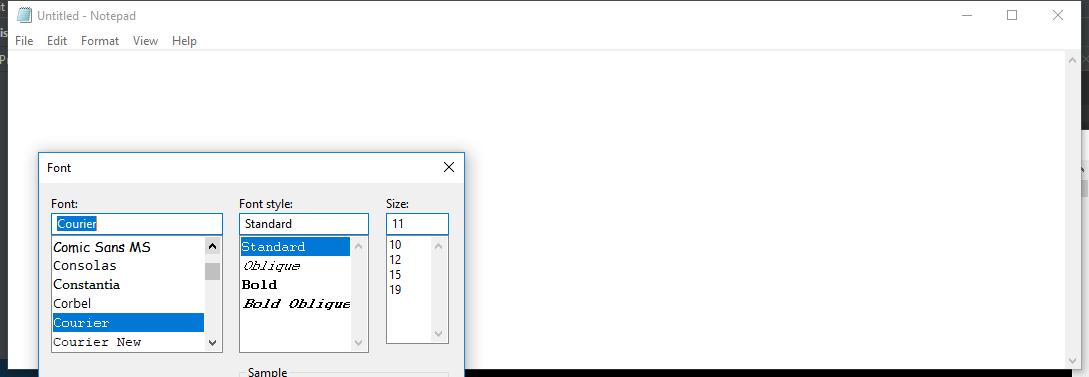 Untitled - Notepad
File Edit Format View Help
Font
Font: Font style: Size:
Courier Standard 11
Comic Sans MS
Consolas
Constantia
Corbel
Courier
Courier New
Standard
Oblique
Bold
Bold Oblique
10
12
15
19
Sample